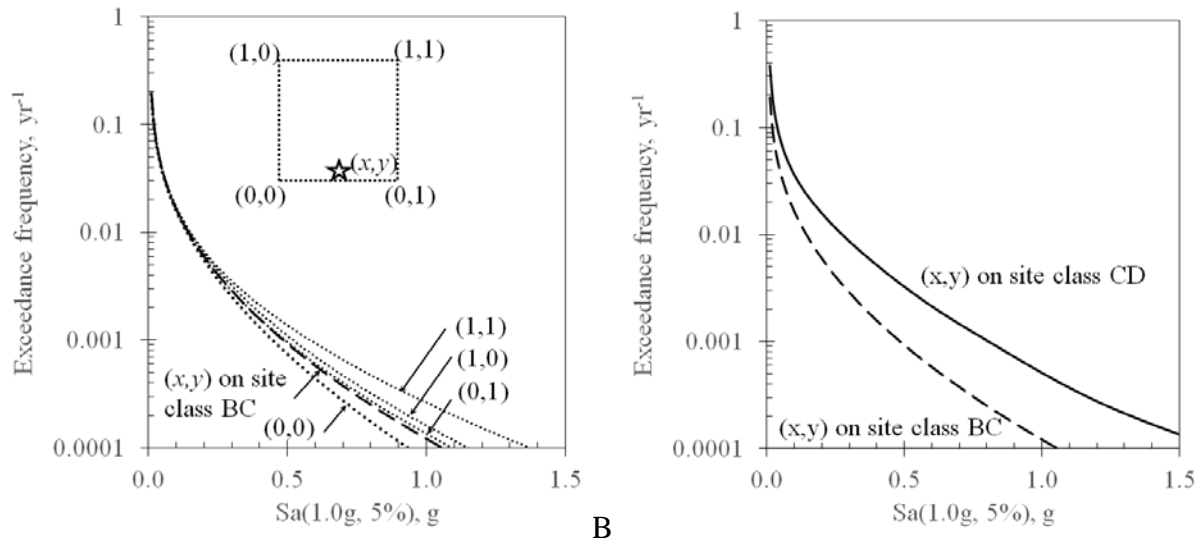 Exceedance frequency, yr-1
1
0.1
0.01
0.001
0.0001
(1,0)
(1,1)
(x,y)
(0,0)
(0,1)
(1,1)
(1,0)
(0,1)
(x,y) on site
class BC
(0,0)
0.0
0.5
1.0
1.5
Sa(1.0g, 5%), g
B
Exceedance frequency, yr-1
1
0.1
0.01
0.001
0.0001
(x,y) on site class CD
(x,y) on site class BC
0.0
0.5
1.0
1.5
Sa(1.0g, 5%), g